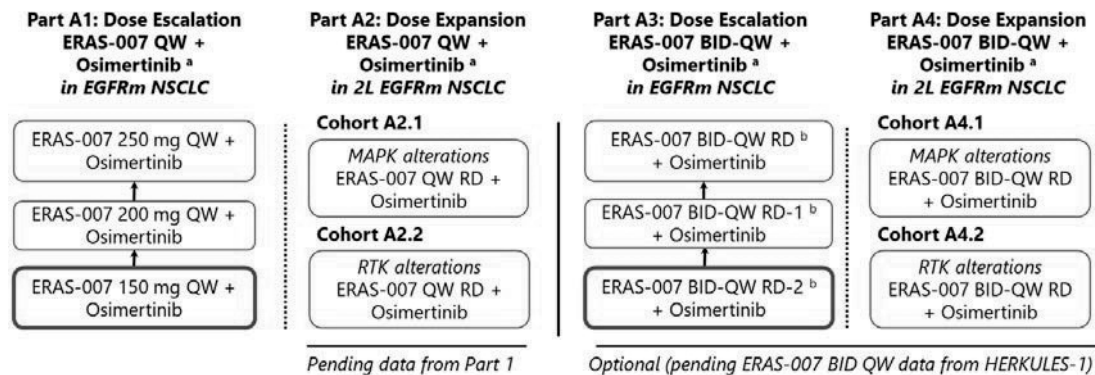 Part A1: Dose Escalation
ERAS-007 QW +
Osimertinib a
in EGFRm NSCLC
ERAS-007 250 mg QW +
Osimertinib
ERAS-007 200 mg QW +
Osimertinib
ERAS-007 150 mg QW +
Osimertinib
Part A2: Dose Expansion
ERAS-007 QW +
Osimertinib a
in 2L EGFRm NSCLC
Cohort A2.1
MAPK alterations
ERAS-007 QW RD +
Osimertinib
Cohort A2.2
RTK alterations
ERAS-007 QW RD +
Osimertinib
Pending data from Part 1
Part A3: Dose Escalation
ERAS-007 BID-QW +
Osimertinib a
in EGFRm NSCLC
ERAS-007 BID-QW RD b
+ Osimertinib
ERAS-007 BID-QW RD-1 b
+ Osimertinib
ERAS-007 BID-QW RD-2 b
+ Osimertinib
Part A4: Dose Expansion
ERAS-007 BID-QW +
Osimertinib a
in 2L EGFRm NSCLC
Cohort A4.1
MAPK alterations
ERAS-007 BID-QW RD
+ Osimertinib
Cohort A4.2
RTK alterations
ERAS-007 BID-QW RD
+ Osimertinib
Optional (pending ERAS-007 BID QW data from HERKULES-1)